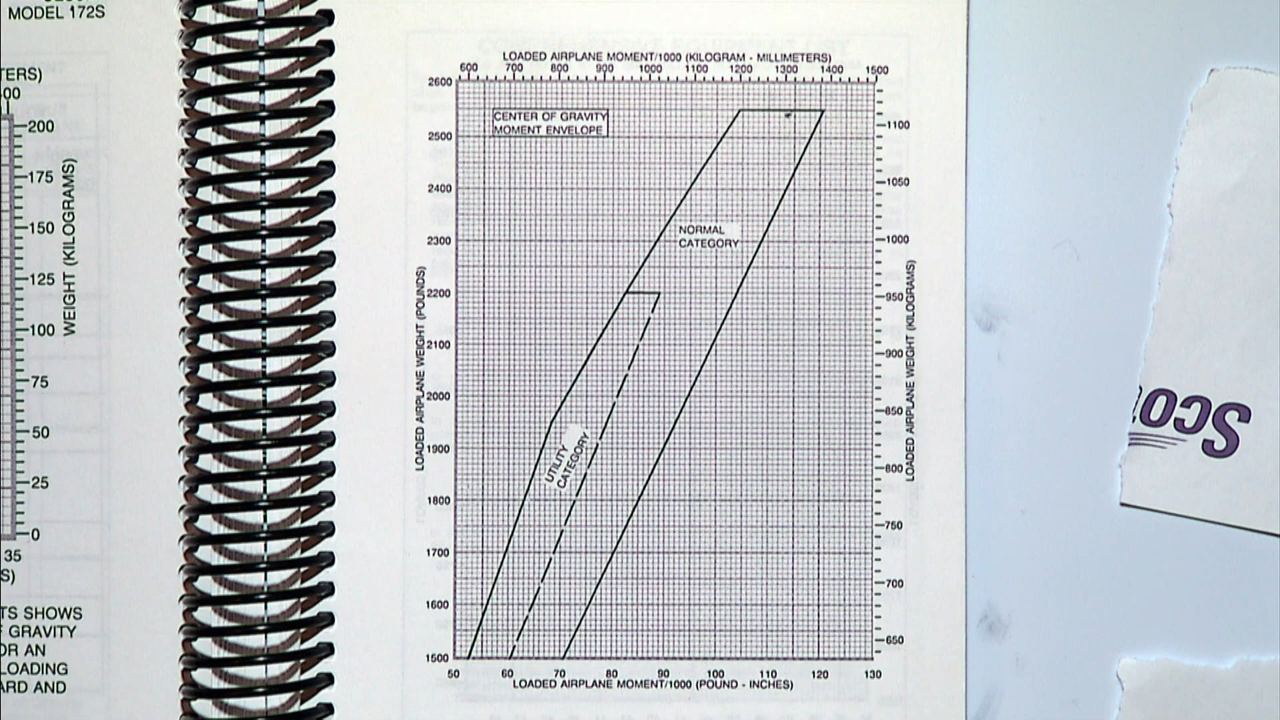 MODEL 172S
TERS)
200
175
150
125
100
75
50
25
0
35
WEIGHT (KILOGRAMS)
S)
TS SHOWS
F GRAVITY
OR AN
LOADING
ARD AND
LOADED AIRPLANE MOMENT/1000 (KILOGRAM - MILLIMETERS)
600 700 800 900 1000 1100 1200 1300 1400 1500
CENTER OF GRAVITY
MOMENT ENVELOPE
NORMAL
CATEGORY
UTILITY
CATEGORY
LOADED AIRPLANE WEIGHT (POUNDS)
2600
2500
2400
2300
2200
2100
2000
1900
1800
1700
1600
1500
1100
1050
1000
950
900
850
800
750
700
650
LOADED AIRPLANE WEIGHT (KILOGRAMS)
50 60 70 80 90 100 110 120 130
LOADED AIRPLANE MOMENT/1000 (POUND - INCHES)
Sco